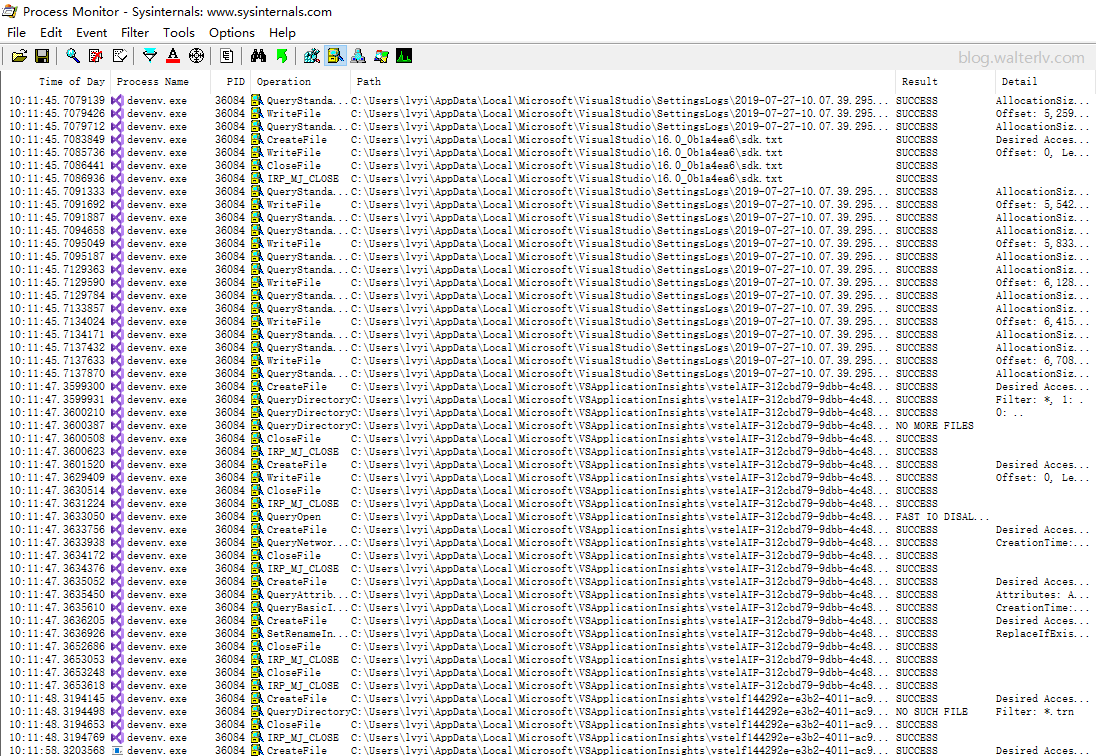 Process Monitor - Sysinternals: www.sysinternals.com
File Edit Event Filter Tools Options Help
blog.walterlv.com
Time of Day Process Name PID Operation Path Result Detail
10:11:45.7079139 devenv.exe 36084 QueryStanda... C:\Users\lvyi\AppData\Local\Microsoft\VisualStudio\SettingsLogs\2019-07-27-10.07.39.295... SUCCESS AllocationSiz...
10:11:45.7079426 devenv.exe 36084 WriteFile C:\Users\lvyi\AppData\Local\Microsoft\VisualStudio\SettingsLogs\2019-07-27-10.07.39.295... SUCCESS Offset: 5,259...
10:11:45.7079712 devenv.exe 36084 QueryStanda... C:\Users\lvyi\AppData\Local\Microsoft\VisualStudio\SettingsLogs\2019-07-27-10.07.39.295... SUCCESS AllocationSiz...
10:11:45.7083849 devenv.exe 36084 CreateFile C:\Users\lvyi\AppData\Local\Microsoft\VisualStudio\16.0_0b1a4ea6\sdk.txt SUCCESS Desired Acces...
10:11:45.7085736 devenv.exe 36084 WriteFile C:\Users\lvyi\AppData\Local\Microsoft\VisualStudio\16.0_0b1a4ea6\sdk.txt SUCCESS Offset: 0, Le...
10:11:45.7086441 devenv.exe 36084 CloseFile C:\Users\lvyi\AppData\Local\Microsoft\VisualStudio\16.0_0b1a4ea6\sdk.txt SUCCESS
10:11:45.7086936 devenv.exe 36084 IRP_MJ_CLOSE C:\Users\lvyi\AppData\Local\Microsoft\VisualStudio\16.0_0b1a4ea6\sdk.txt SUCCESS
10:11:45.7091333 devenv.exe 36084 QueryStanda... C:\Users\lvyi\AppData\Local\Microsoft\VisualStudio\SettingsLogs\2019-07-27-10.07.39.295... SUCCESS AllocationSiz...
10:11:45.7091692 devenv.exe 36084 WriteFile C:\Users\lvyi\AppData\Local\Microsoft\VisualStudio\SettingsLogs\2019-07-27-10.07.39.295... SUCCESS Offset: 5,542...
10:11:45.7091887 devenv.exe 36084 QueryStanda... C:\Users\lvyi\AppData\Local\Microsoft\VisualStudio\SettingsLogs\2019-07-27-10.07.39.295... SUCCESS AllocationSiz...
10:11:45.7094658 devenv.exe 36084 QueryStanda... C:\Users\lvyi\AppData\Local\Microsoft\VisualStudio\SettingsLogs\2019-07-27-10.07.39.295... SUCCESS AllocationSiz...
10:11:45.7095049 devenv.exe 36084 WriteFile C:\Users\lvyi\AppData\Local\Microsoft\VisualStudio\SettingsLogs\2019-07-27-10.07.39.295... SUCCESS Offset: 5,833...
10:11:45.7095187 devenv.exe 36084 QueryStanda... C:\Users\lvyi\AppData\Local\Microsoft\VisualStudio\SettingsLogs\2019-07-27-10.07.39.295... SUCCESS AllocationSiz...
10:11:45.7129363 devenv.exe 36084 QueryStanda... C:\Users\lvyi\AppData\Local\Microsoft\VisualStudio\SettingsLogs\2019-07-27-10.07.39.295... SUCCESS AllocationSiz...
10:11:45.7129590 devenv.exe 36084 WriteFile C:\Users\lvyi\AppData\Local\Microsoft\VisualStudio\SettingsLogs\2019-07-27-10.07.39.295... SUCCESS Offset: 6,128...
10:11:45.7129784 devenv.exe 36084 QueryStanda... C:\Users\lvyi\AppData\Local\Microsoft\VisualStudio\SettingsLogs\2019-07-27-10.07.39.295... SUCCESS AllocationSiz...
10:11:45.7133857 devenv.exe 36084 QueryStanda... C:\Users\lvyi\AppData\Local\Microsoft\VisualStudio\SettingsLogs\2019-07-27-10.07.39.295... SUCCESS AllocationSiz...
10:11:45.7134024 devenv.exe 36084 WriteFile C:\Users\lvyi\AppData\Local\Microsoft\VisualStudio\SettingsLogs\2019-07-27-10.07.39.295... SUCCESS Offset: 6,415...
10:11:45.7134171 devenv.exe 36084 QueryStanda... C:\Users\lvyi\AppData\Local\Microsoft\VisualStudio\SettingsLogs\2019-07-27-10.07.39.295... SUCCESS AllocationSiz...
10:11:45.7137432 devenv.exe 36084 QueryStanda... C:\Users\lvyi\AppData\Local\Microsoft\VisualStudio\SettingsLogs\2019-07-27-10.07.39.295... SUCCESS AllocationSiz...
10:11:45.7137633 devenv.exe 36084 WriteFile C:\Users\lvyi\AppData\Local\Microsoft\VisualStudio\SettingsLogs\2019-07-27-10.07.39.295... SUCCESS Offset: 6,708...
10:11:45.7137870 devenv.exe 36084 QueryStanda... C:\Users\lvyi\AppData\Local\Microsoft\VisualStudio\SettingsLogs\2019-07-27-10.07.39.295... SUCCESS AllocationSiz...
10:11:47.3599300 devenv.exe 36084 CreateFile C:\Users\lvyi\AppData\Local\Microsoft\VSApplicationInsights\vstelAIF-312cbd79-9dbb-4c48... SUCCESS Desired Acces...
10:11:47.3599931 devenv.exe 36084 QueryDirectory C:\Users\lvyi\AppData\Local\Microsoft\VSApplicationInsights\vstelAIF-312cbd79-9dbb-4c48... SUCCESS Filter: *, 1: .
10:11:47.3600210 devenv.exe 36084 QueryDirectory C:\Users\lvyi\AppData\Local\Microsoft\VSApplicationInsights\vstelAIF-312cbd79-9dbb-4c48... SUCCESS 0: ..
10:11:47.3600387 devenv.exe 36084 QueryDirectory C:\Users\lvyi\AppData\Local\Microsoft\VSApplicationInsights\vstelAIF-312cbd79-9dbb-4c48... NO MORE FILES
10:11:47.3600508 devenv.exe 36084 CloseFile C:\Users\lvyi\AppData\Local\Microsoft\VSApplicationInsights\vstelAIF-312cbd79-9dbb-4c48... SUCCESS
10:11:47.3600623 devenv.exe 36084 IRP_MJ_CLOSE C:\Users\lvyi\AppData\Local\Microsoft\VSApplicationInsights\vstelAIF-312cbd79-9dbb-4c48... SUCCESS
10:11:47.3601520 devenv.exe 36084 CreateFile C:\Users\lvyi\AppData\Local\Microsoft\VSApplicationInsights\vstelAIF-312cbd79-9dbb-4c48... SUCCESS Desired Acces...
10:11:47.3629409 devenv.exe 36084 WriteFile C:\Users\lvyi\AppData\Local\Microsoft\VSApplicationInsights\vstelAIF-312cbd79-9dbb-4c48... SUCCESS Offset: 0, Le...
10:11:47.3630514 devenv.exe 36084 CloseFile C:\Users\lvyi\AppData\Local\Microsoft\VSApplicationInsights\vstelAIF-312cbd79-9dbb-4c48... SUCCESS
10:11:47.3631224 devenv.exe 36084 IRP_MJ_CLOSE C:\Users\lvyi\AppData\Local\Microsoft\VSApplicationInsights\vstelAIF-312cbd79-9dbb-4c48... SUCCESS
10:11:47.3633050 devenv.exe 36084 QueryOpen C:\Users\lvyi\AppData\Local\Microsoft\VSApplicationInsights\vstelAIF-312cbd79-9dbb-4c48... FAST IO DISAL...
10:11:47.3633756 devenv.exe 36084 CreateFile C:\Users\lvyi\AppData\Local\Microsoft\VSApplicationInsights\vstelAIF-312cbd79-9dbb-4c48... SUCCESS Desired Acces...
10:11:47.3633938 devenv.exe 36084 QueryNetwor... C:\Users\lvyi\AppData\Local\Microsoft\VSApplicationInsights\vstelAIF-312cbd79-9dbb-4c48... SUCCESS CreationTime:...
10:11:47.3634172 devenv.exe 36084 CloseFile C:\Users\lvyi\AppData\Local\Microsoft\VSApplicationInsights\vstelAIF-312cbd79-9dbb-4c48... SUCCESS
10:11:47.3634376 devenv.exe 36084 IRP_MJ_CLOSE C:\Users\lvyi\AppData\Local\Microsoft\VSApplicationInsights\vstelAIF-312cbd79-9dbb-4c48... SUCCESS
10:11:47.3635052 devenv.exe 36084 CreateFile C:\Users\lvyi\AppData\Local\Microsoft\VSApplicationInsights\vstelAIF-312cbd79-9dbb-4c48... SUCCESS Desired Acces...
10:11:47.3635450 devenv.exe 36084 QueryAttrib... C:\Users\lvyi\AppData\Local\Microsoft\VSApplicationInsights\vstelAIF-312cbd79-9dbb-4c48... SUCCESS Attributes: A...
10:11:47.3635610 devenv.exe 36084 QueryBasicI... C:\Users\lvyi\AppData\Local\Microsoft\VSApplicationInsights\vstelAIF-312cbd79-9dbb-4c48... SUCCESS CreationTime:...
10:11:47.3636205 devenv.exe 36084 CreateFile C:\Users\lvyi\AppData\Local\Microsoft\VSApplicationInsights\vstelAIF-312cbd79-9dbb-4c48... SUCCESS Desired Acces...
10:11:47.3636926 devenv.exe 36084 SetRenameIn... C:\Users\lvyi\AppData\Local\Microsoft\VSApplicationInsights\vstelAIF-312cbd79-9dbb-4c48... SUCCESS ReplaceIfExis...
10:11:47.3652686 devenv.exe 36084 CloseFile C:\Users\lvyi\AppData\Local\Microsoft\VSApplicationInsights\vstelAIF-312cbd79-9dbb-4c48... SUCCESS
10:11:47.3653053 devenv.exe 36084 IRP_MJ_CLOSE C:\Users\lvyi\AppData\Local\Microsoft\VSApplicationInsights\vstelAIF-312cbd79-9dbb-4c48... SUCCESS
10:11:47.3653248 devenv.exe 36084 CloseFile C:\Users\lvyi\AppData\Local\Microsoft\VSApplicationInsights\vstelAIF-312cbd79-9dbb-4c48... SUCCESS
10:11:47.3653618 devenv.exe 36084 IRP_MJ_CLOSE C:\Users\lvyi\AppData\Local\Microsoft\VSApplicationInsights\vstelAIF-312cbd79-9dbb-4c48... SUCCESS
10:11:48.3194145 devenv.exe 36084 CreateFile C:\Users\lvyi\AppData\Local\Microsoft\VSApplicationInsights\vstelf144292e-e3b2-4011-ac9... SUCCESS Desired Acces...
10:11:48.3194498 devenv.exe 36084 QueryDirectory C:\Users\lvyi\AppData\Local\Microsoft\VSApplicationInsights\vstelf144292e-e3b2-4011-ac9... NO SUCH FILE Filter: *.trn
10:11:48.3194653 devenv.exe 36084 CloseFile C:\Users\lvyi\AppData\Local\Microsoft\VSApplicationInsights\vstelf144292e-e3b2-4011-ac9... SUCCESS
10:11:48.3194769 devenv.exe 36084 IRP_MJ_CLOSE C:\Users\lvyi\AppData\Local\Microsoft\VSApplicationInsights\vstelf144292e-e3b2-4011-ac9... SUCCESS
10:11:58.3203568 devenv.exe 36084 CreateFile C:\Users\lvyi\AppData\Local\Microsoft\VSApplicationInsights\vstelf144292e-e3b2-4011-ac9... SUCCESS Desired Acces...